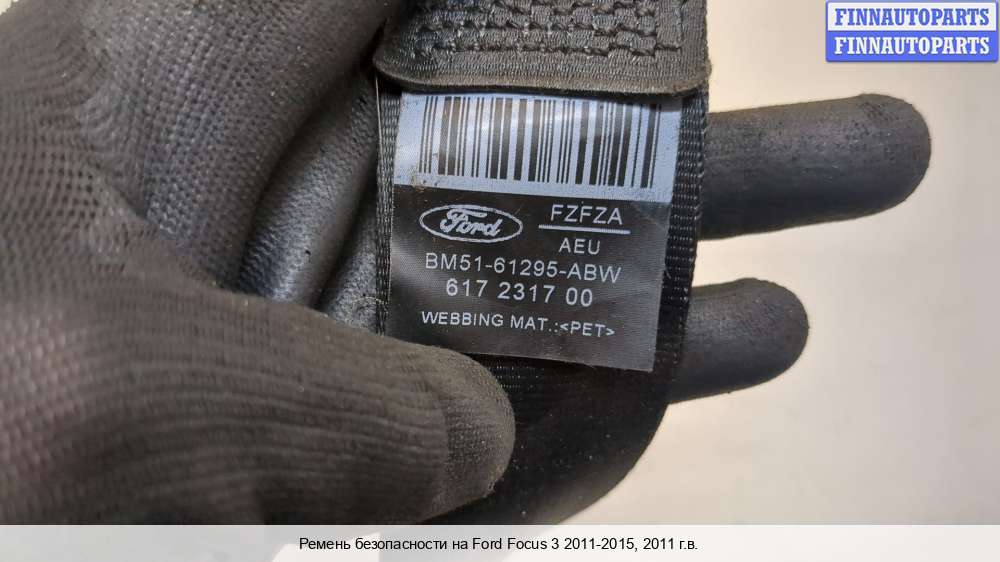 FINNAUTOPARTS
FINNAUTOPARTS
Ford
FZFZA
AEU
BM51-61295-ABW
617 2317 00
WEBBING MAT.:<PET>
Ремень безопасности на Ford Focus 3 2011-2015, 2011 г.в.